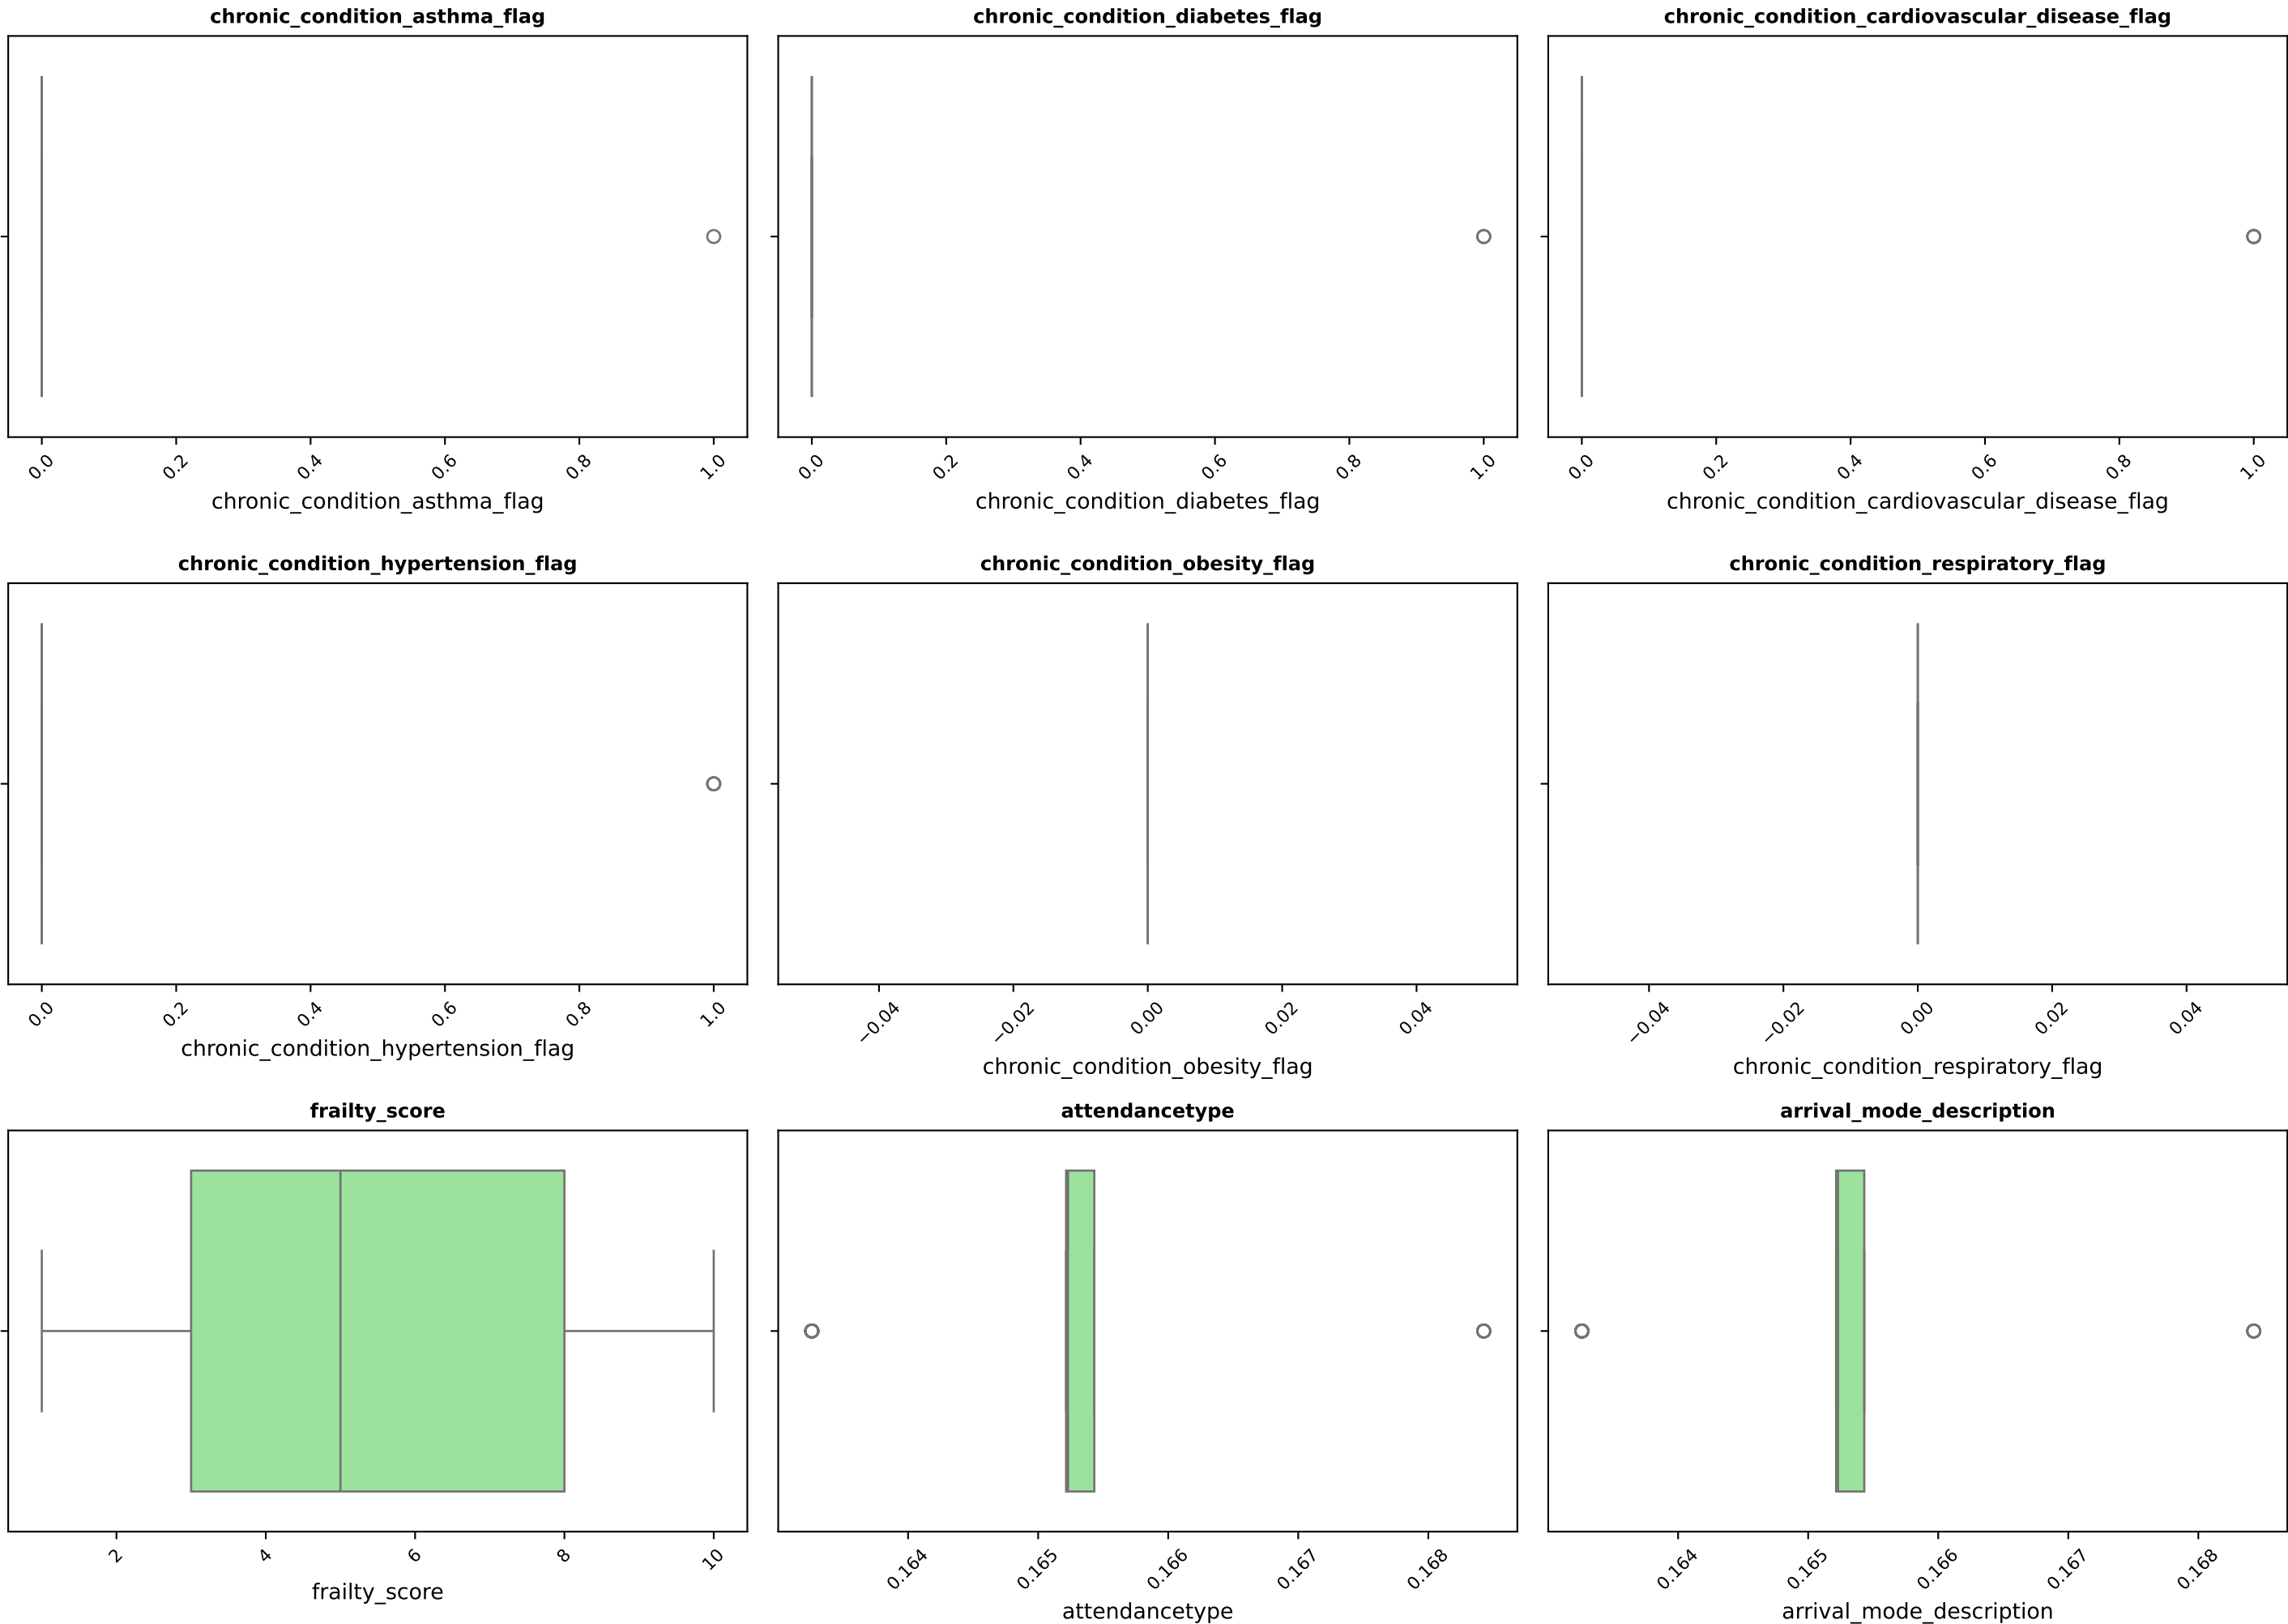 chronic_condition_asthma_flag
0.0 0.2 0.4 0.6 0.8 1.0
chronic_condition_asthma_flag
chronic_condition_diabetes_flag
0.0 0.2 0.4 0.6 0.8 1.0
chronic_condition_diabetes_flag
chronic_condition_cardiovascular_disease_flag
0.0 0.2 0.4 0.6 0.8 1.0
chronic_condition_cardiovascular_disease_flag
chronic_condition_hypertension_flag
0.0 0.2 0.4 0.6 0.8 1.0
chronic_condition_hypertension_flag
chronic_condition_obesity_flag
−0.04 −0.02 0.00 0.02 0.04
chronic_condition_obesity_flag
chronic_condition_respiratory_flag
−0.04 −0.02 0.00 0.02 0.04
chronic_condition_respiratory_flag
frailty_score
2 4 6 8 10
frailty_score
attendancetype
0.164 0.165 0.166 0.167 0.168
attendancetype
arrival_mode_description
0.164 0.165 0.166 0.167 0.168
arrival_mode_description